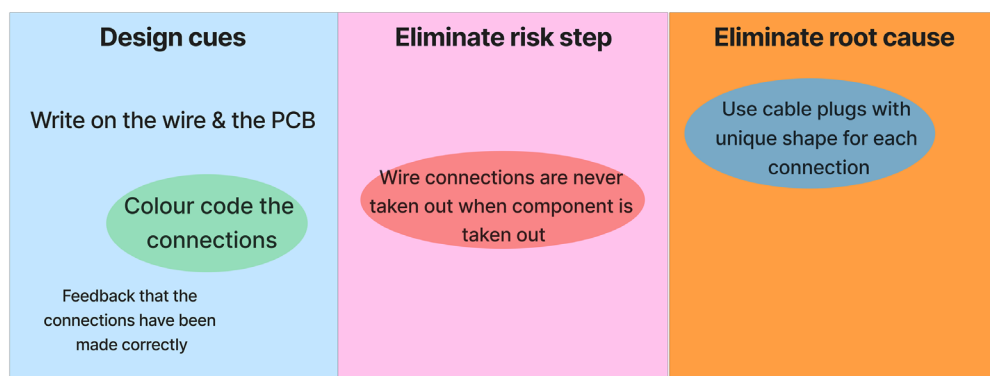 Design cues
Write on the wire & the PCB
Colour code the
connections
Feedback that the
connections have been
made correctly
Eliminate risk step
Wire connections are never
taken out when component is
taken out
Eliminate root cause
Use cable plugs with
unique shape for each
connection